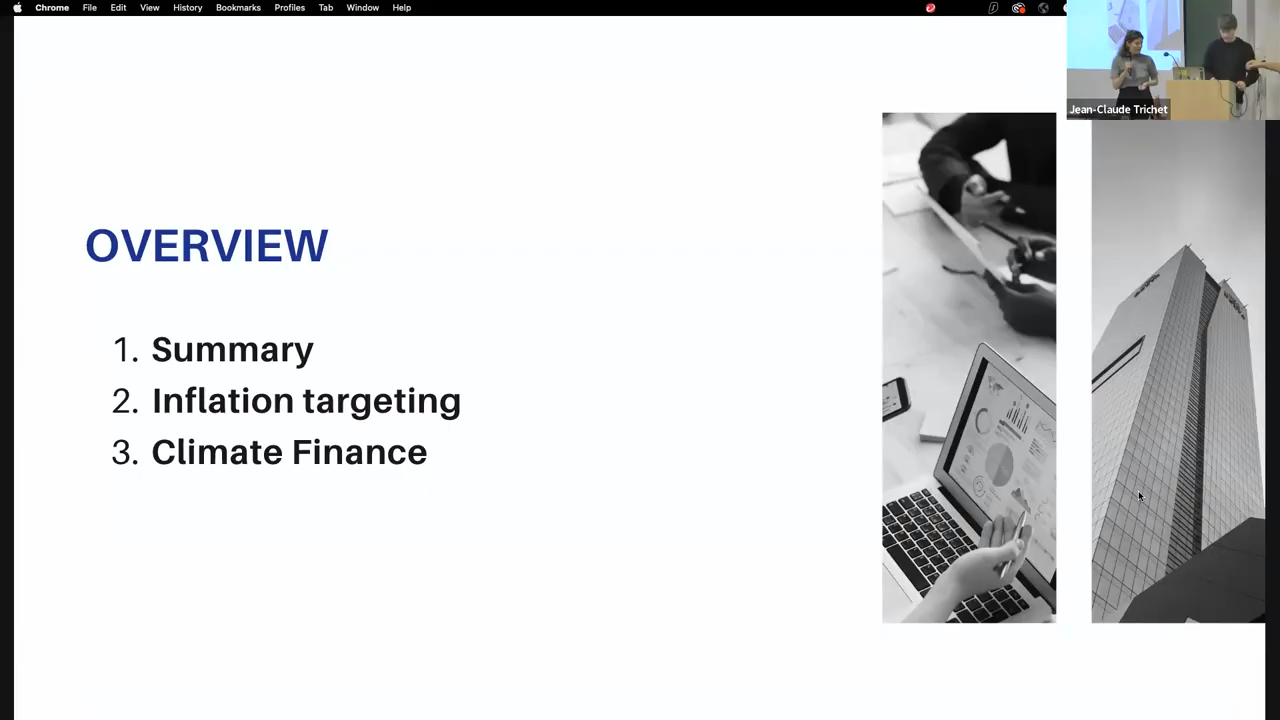 Chrome File Edit View History Bookmarks Profiles Tab Window Help
Jean-Claude Trichet
OVERVIEW
1. Summary
2. Inflation targeting
3. Climate Finance